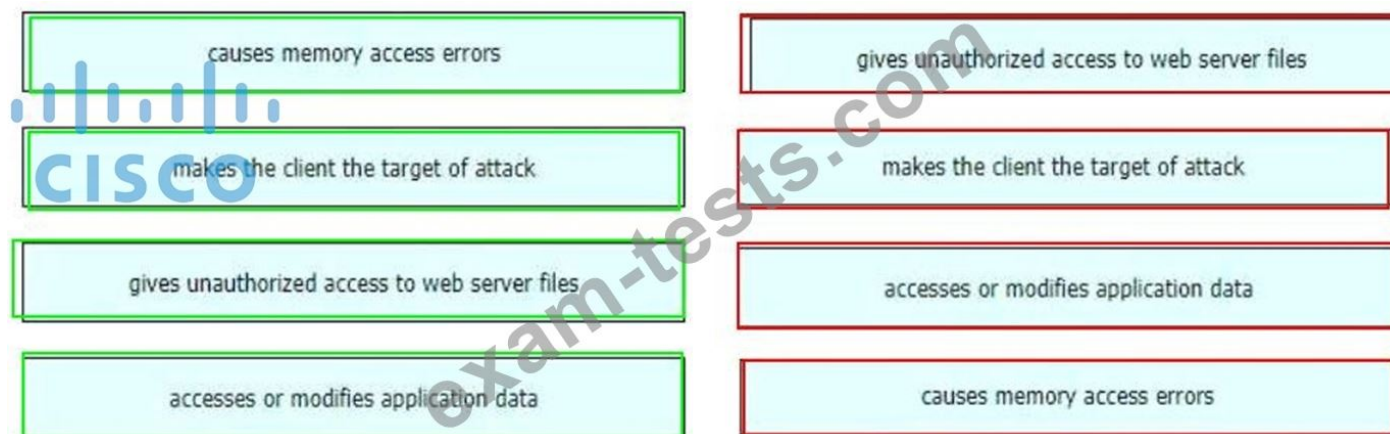 causes memory access errors
gives unauthorized access to web server files
CISCO
makes the client the target of attack
makes the client the target of attack
gives unauthorized access to web server files
accesses or modifies application data
accesses or modifies application data
causes memory access errors
exam-tests.com